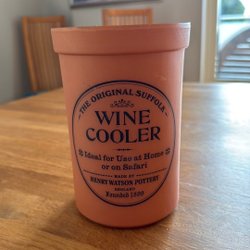 THE ORIGINAL SUFFOLK
WINE
COOLER
Ideal for Use at Home
or on Safari
MADE BY
HENRY WATSON POTTERY
ENGLAND
Founded 1800